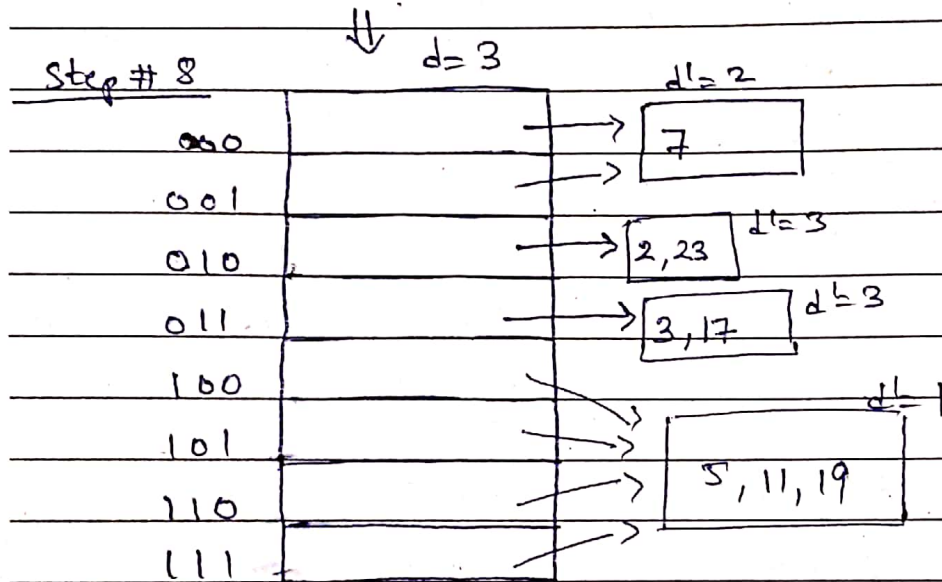 d=3
Step # 8
d'=2
000
7
001
d'=3
2,23
010
d'=3
011
3,17
100
d'=1
101
5, 11, 19
110
111